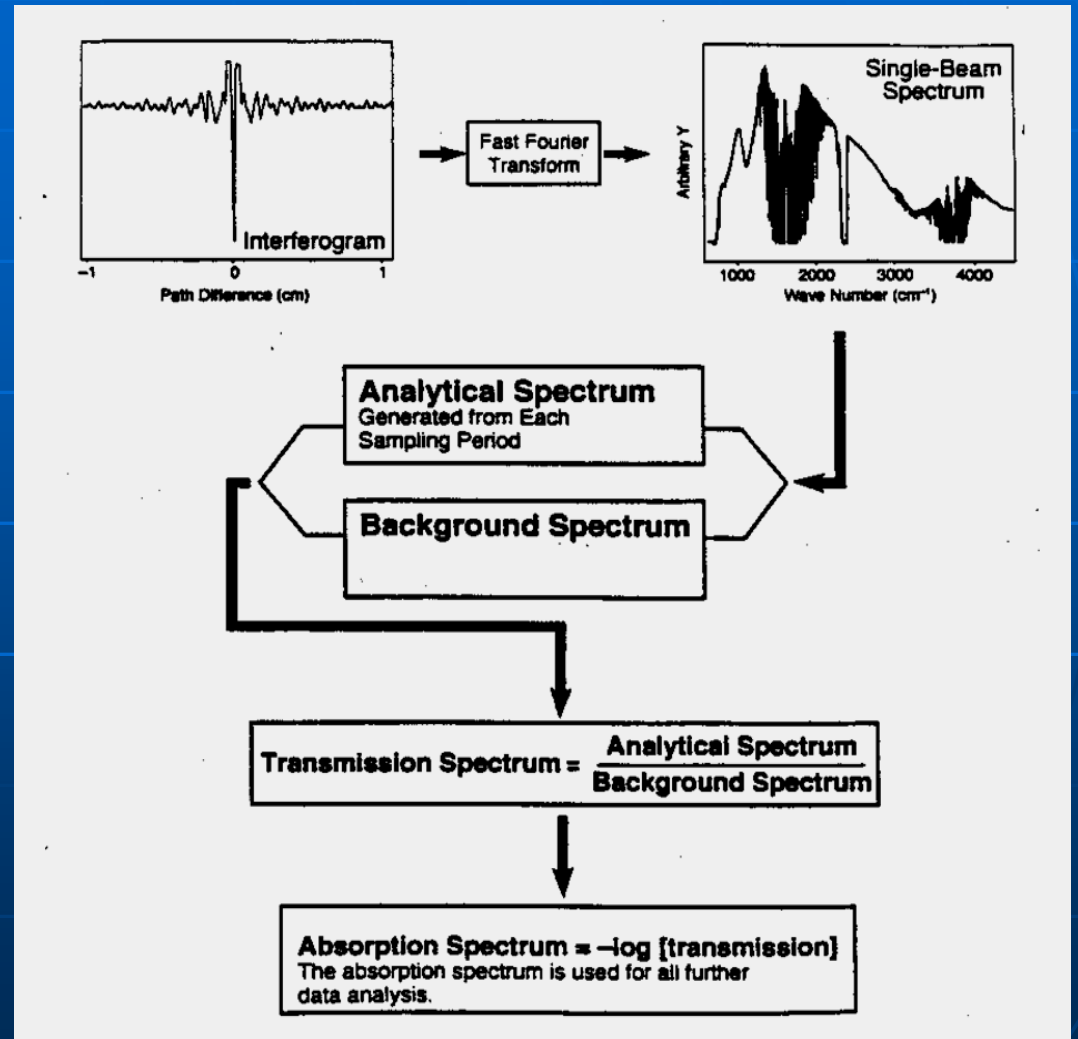 Interferogram
-1
0
1
Path Difference (cm)
Fast Fourier
Transform
Single-Beam
Spectrum
Arbitrary Y
1000
2000
3000
4000
Wave Number (cm⁻¹)
Analytical Spectrum
Generated from Each
Sampling Period
Background Spectrum
Transmission Spectrum = Analytical Spectrum
Background Spectrum
Absorption Spectrum = -log [transmission]
The absorption spectrum is used for all further
data analysis.